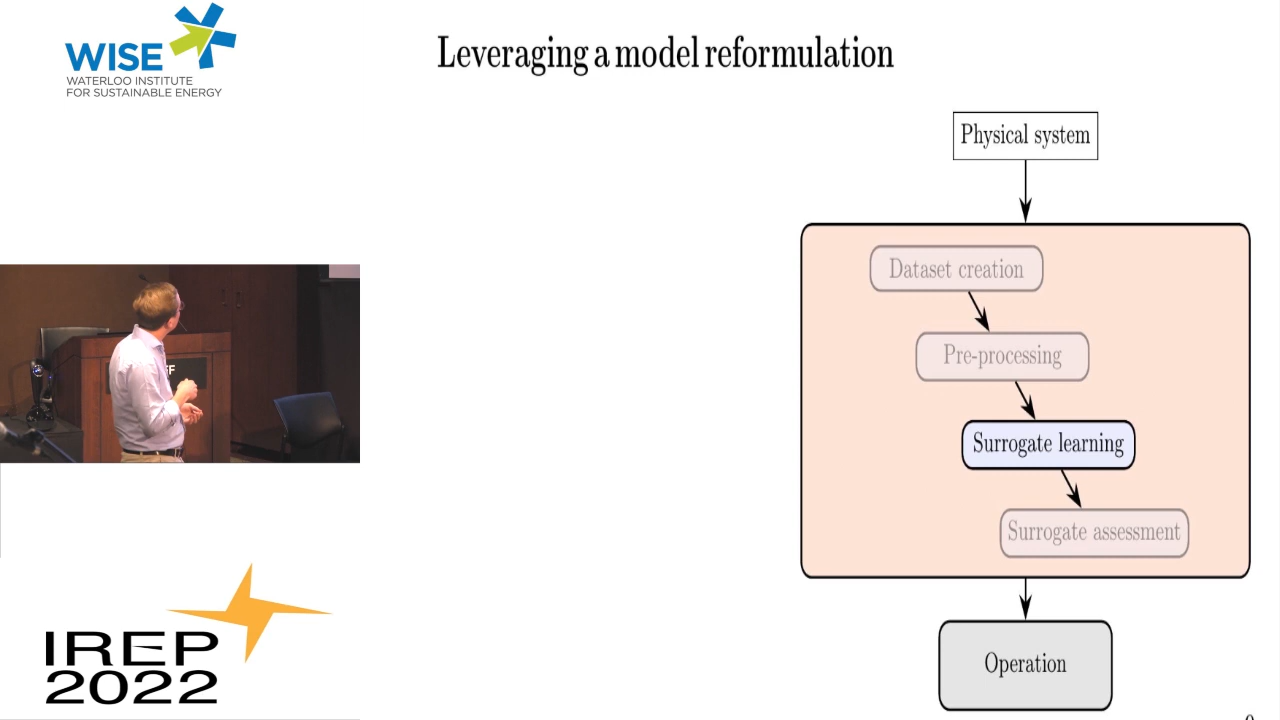 WISE
WATERLOO INSTITUTE
FOR SUSTAINABLE ENERGY
Leveraging a model reformulation
Physical system
Dataset creation
Pre-processing
Surrogate learning
Surrogate assessment
Operation
IREP
2022